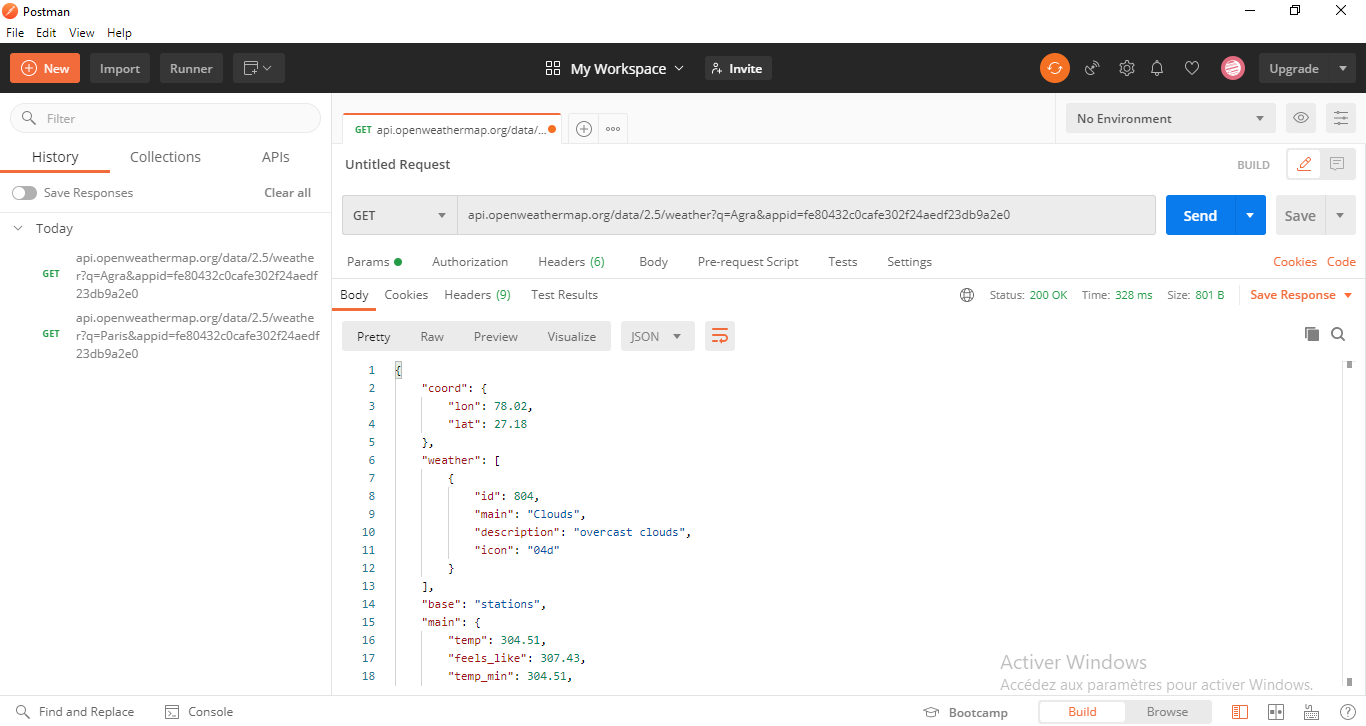 Postman
File Edit View Help
New Import Runner My Workspace Invite Upgrade
Filter
History Collections APIs
Save Responses Clear all
Today
GET api.openweathermap.org/data/2.5/weathe
r?q=Agra&appid=fe80432c0cafe302f24aedf
23db9a2e0
GET api.openweathermap.org/data/2.5/weathe
r?q=Paris&appid=fe80432c0cafe302f24aedf
23db9a2e0
GET api.openweathermap.org/data/...
No Environment
Untitled Request BUILD
GET api.openweathermap.org/data/2.5/weather?q=Agra&appid=fe80432c0cafe302f24aedf23db9a2e0 Send Save
Params Authorization Headers (6) Body Pre-request Script Tests Settings Cookies Code
Body Cookies Headers (9) Test Results Status: 200 OK Time: 328 ms Size: 801 B Save Response
Pretty Raw Preview Visualize JSON
1 {
2 "coord": {
3 "lon": 78.02,
4 "lat": 27.18
5 },
6 "weather": [
7 {
8 "id": 804,
9 "main": "Clouds",
10 "description": "overcast clouds",
11 "icon": "04d"
12 }
13 ],
14 "base": "stations",
15 "main": {
16 "temp": 304.51,
17 "feels_like": 307.43,
18 "temp_min": 304.51,
Activer Windows
Accédez aux paramètres pour activer Windows.
Find and Replace Console Bootcamp Build Browse